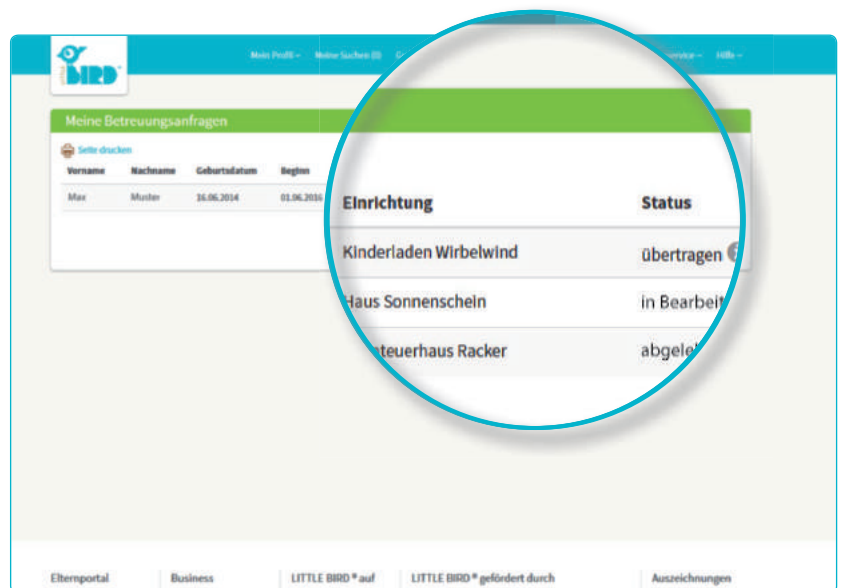 BIRD
Mein Profil Meine Suchen (0) Hilfe
Meine Betreuungsanfragen
Seite drucken
Vorname Nachname Geburtsdatum Beginn
Max Muster 16.06.2014 01.06.2016
Einrichtung Status
Kinderladen Wirbelwind übertragen
Haus Sonnenschein in Bearbeit
teuerhaus Racker abgele
Elternportal Business LITTLE BIRD ® auf LITTLE BIRD ® gefördert durch Auszeichnungen